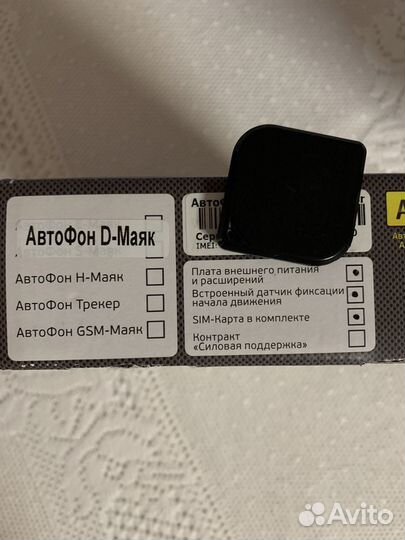 АвтоФон D-Маяк
АвтоФон H-Маяк
АвтоФон Трекер
АвтоФон GSM-Маяк
IMEI:
Плата внешнего питания
и расширений
Встроенный датчик фиксации
начала движения
SIM-Карта в комплекте
Контракт
«Силовая поддержка»
Avito